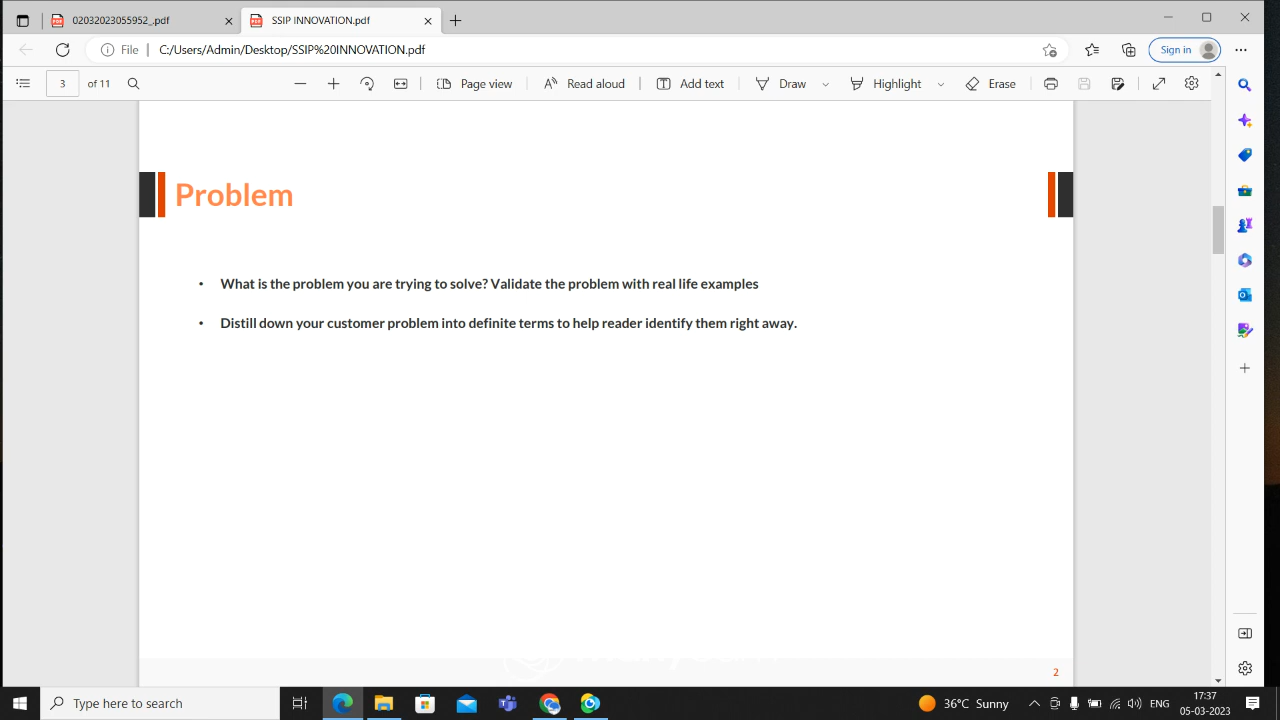 02032023055952_.pdf
SSIP INNOVATION.pdf
File
C:/Users/Admin/Desktop/SSIP%20INNOVATION.pdf
Sign in
3 of 11
Page view
Read aloud
Add text
Draw
Highlight
Erase
Problem
• What is the problem you are trying to solve? Validate the problem with real life examples
• Distill down your customer problem into definite terms to help reader identify them right away.
2
Type here to search
36°C Sunny
ENG
17:37
05-03-2023